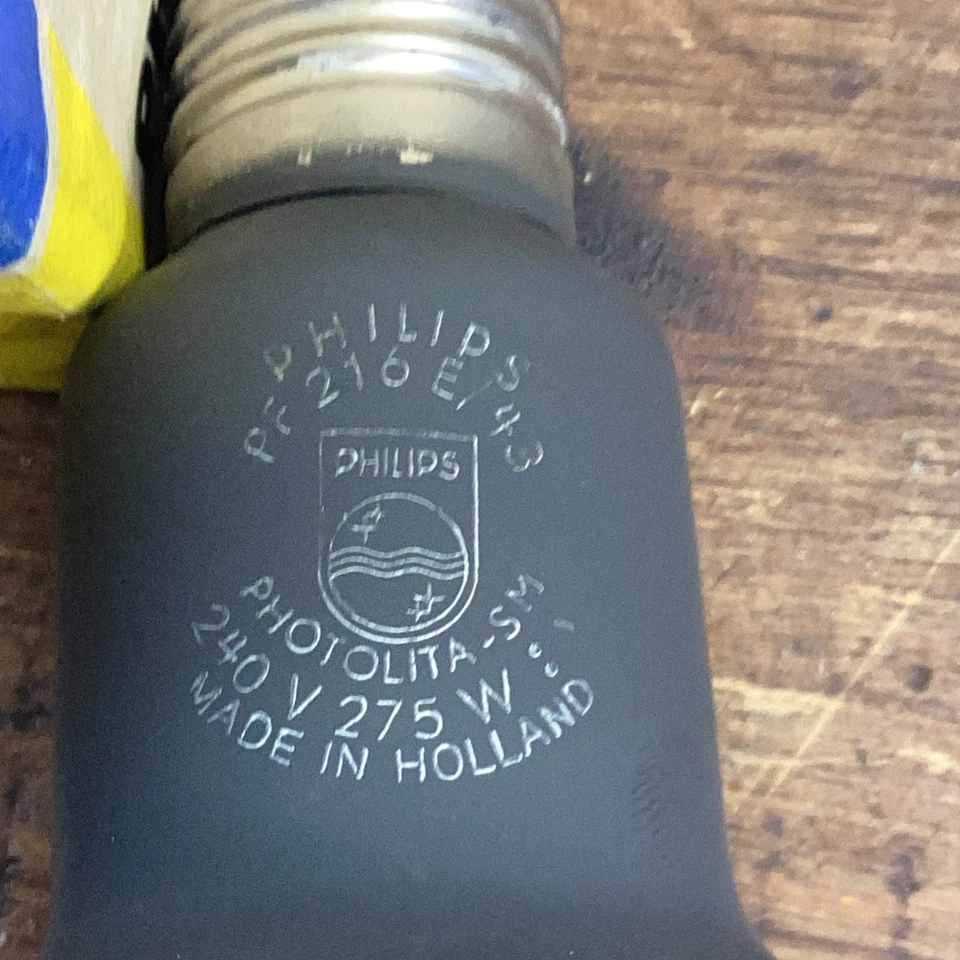 PHILIPS
PF 216 E/43
PHILIPS
PHOTOLITA-SM
240 V 275 W
MADE IN HOLLAND